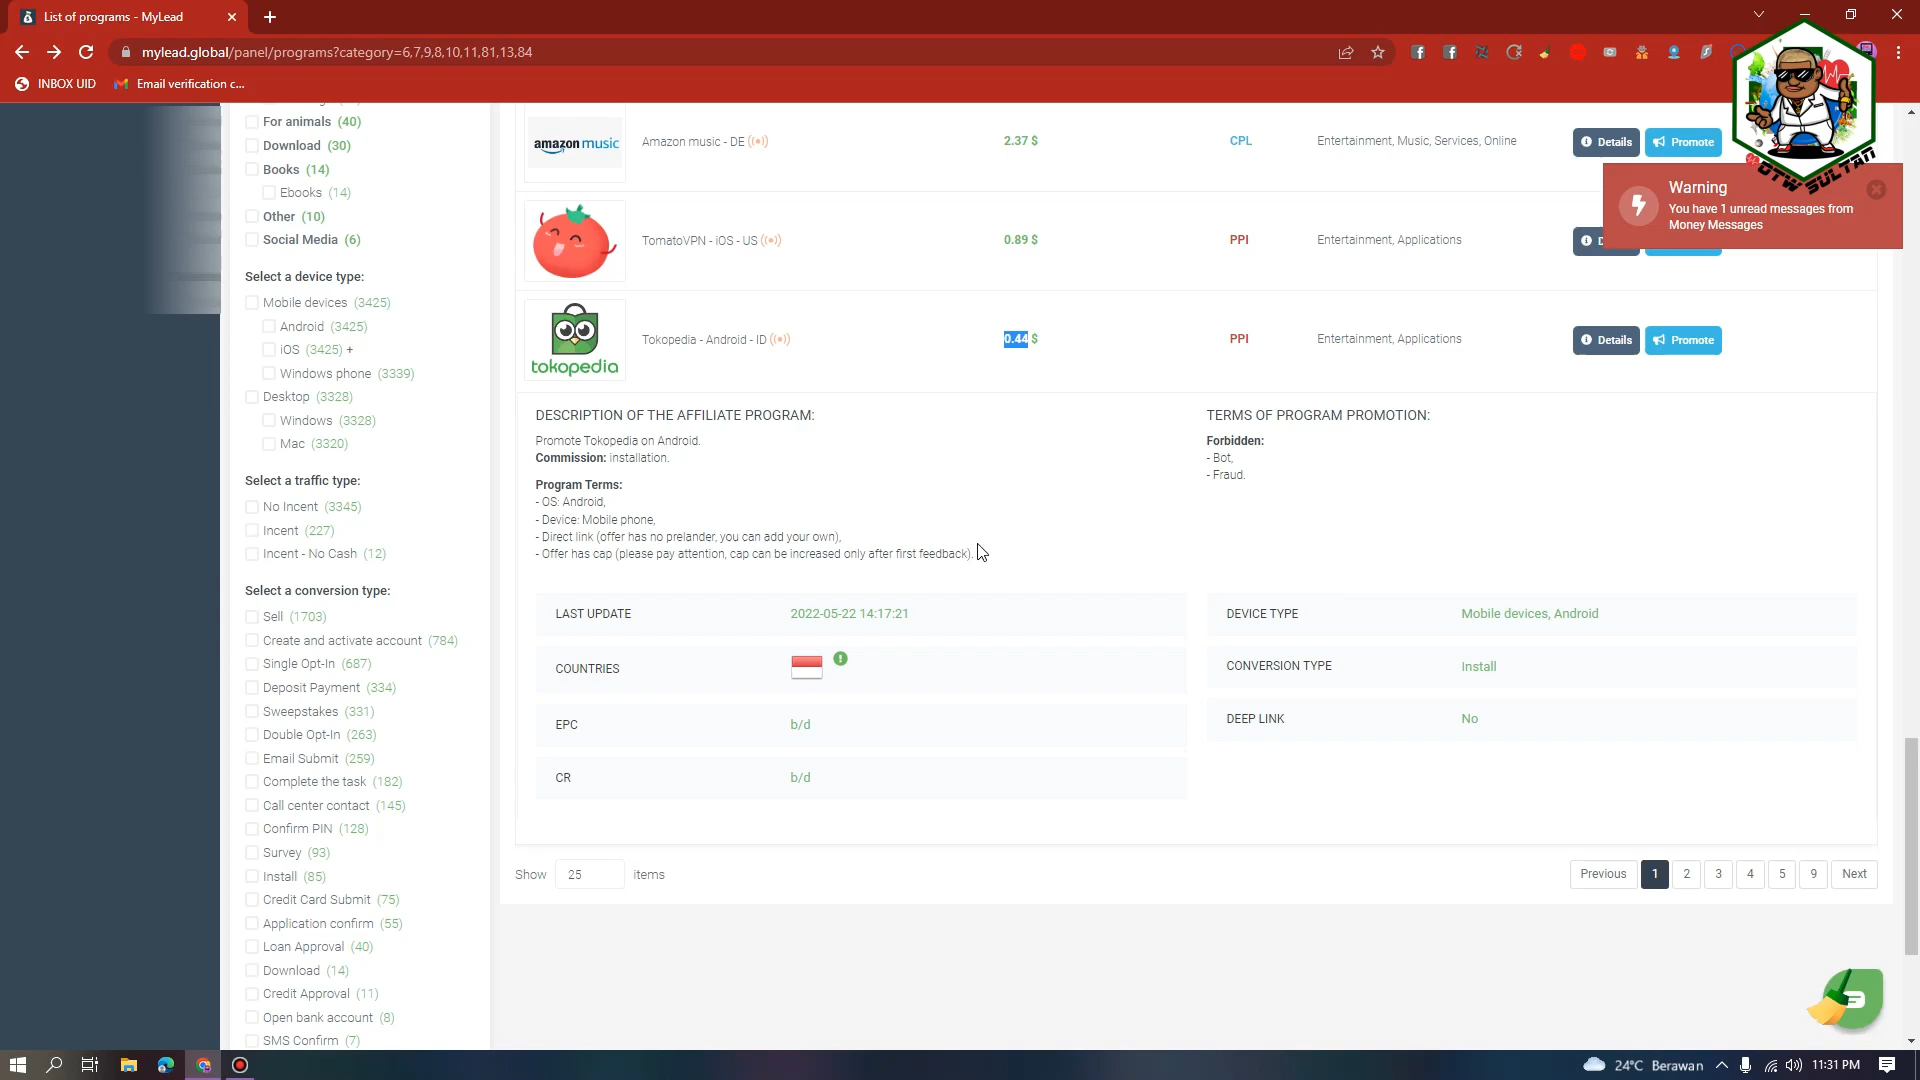 List of programs - MyLead
mylead.global/panel/programs?category=6,7,9,8,10,11,81,13,84
INBOX UID
Email verification c...
For animals (40)
Download (30)
Books (14)
Ebooks (14)
Other (10)
Social Media (6)
Select a device type:
Mobile devices (3425)
Android (3425)
iOS (3425) +
Windows phone (3339)
Desktop (3328)
Windows (3328)
Mac (3320)
Select a traffic type:
No Incent (3345)
Incent (227)
Incent - No Cash (12)
Select a conversion type:
Sell (1703)
Create and activate account (784)
Single Opt-In (687)
Deposit Payment (334)
Sweepstakes (331)
Double Opt-In (263)
Email Submit (259)
Complete the task (182)
Call center contact (145)
Confirm PIN (128)
Survey (93)
Install (85)
Credit Card Submit (75)
Application confirm (55)
Loan Approval (40)
Download (14)
Credit Approval (11)
Open bank account (8)
SMS Confirm (7)
amazon music
Amazon music - DE
2.37 $
CPL
Entertainment, Music, Services, Online
Details
Promote
OTW SULTAN
Warning
You have 1 unread messages from
Money Messages
TomatoVPN - iOS - US
0.89 $
PPI
Entertainment, Applications
tokopedia
Tokopedia - Android - ID
0.44 $
PPI
Entertainment, Applications
Details
Promote
DESCRIPTION OF THE AFFILIATE PROGRAM:
Promote Tokopedia on Android.
Commission: installation.
Program Terms:
- OS: Android,
- Device: Mobile phone,
- Direct link (offer has no prelander, you can add your own),
- Offer has cap (please pay attention, cap can be increased only after first feedback).
TERMS OF PROGRAM PROMOTION:
Forbidden:
- Bot,
- Fraud.
LAST UPDATE
2022-05-22 14:17:21
COUNTRIES
EPC
b/d
CR
b/d
DEVICE TYPE
Mobile devices, Android
CONVERSION TYPE
Install
DEEP LINK
No
Show 25 items
Previous 1 2 3 4 5 9 Next
24°C Berawan
11:31 PM